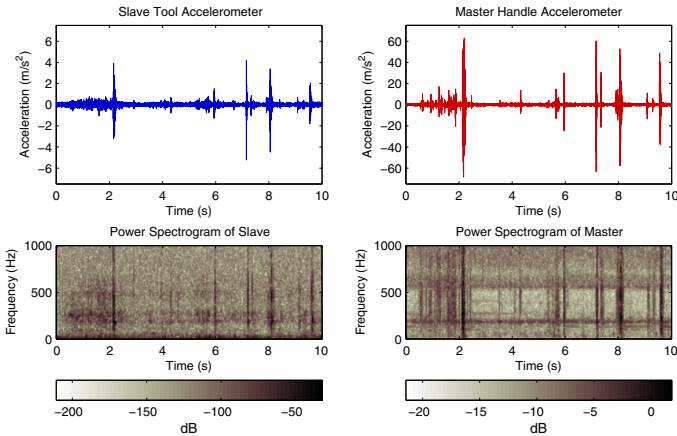 Slave Tool Accelerometer
Acceleration (m/s²)
6
4
2
0
−2
−4
−6
0 2 4 6 8 10
Time (s)
Master Handle Accelerometer
Acceleration (m/s²)
60
40
20
0
−20
−40
−60
0 2 4 6 8 10
Time (s)
Power Spectrogram of Slave
Frequency (Hz)
1000
500
0
0 2 4 6 8 10
Time (s)
Power Spectrogram of Master
Frequency (Hz)
1000
500
0
0 2 4 6 8 10
Time (s)
−200 −150 −100 −50
dB
−20 −15 −10 −5 0
dB